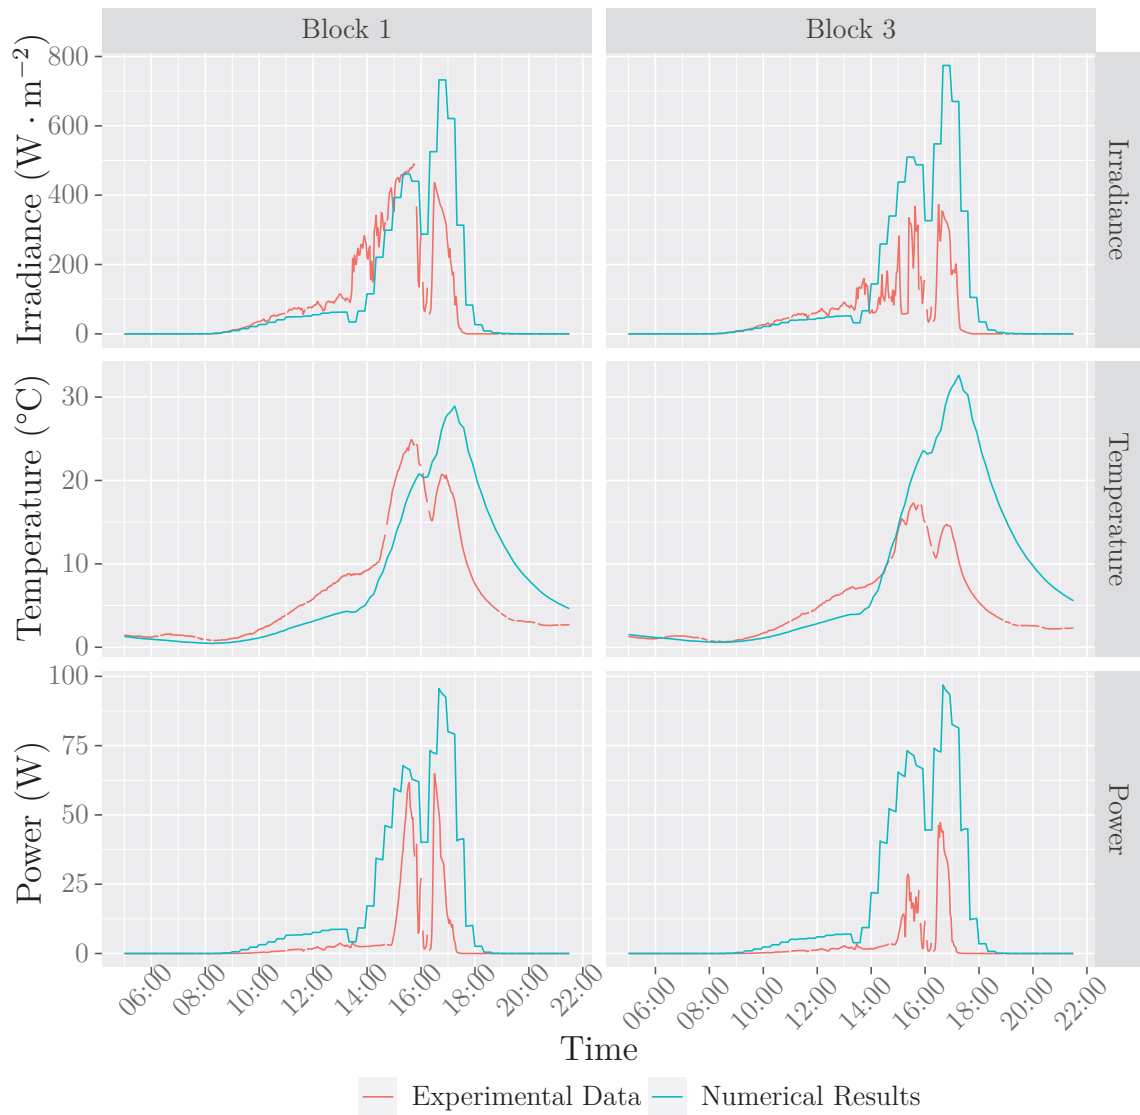 Block 1
Block 3
Irradiance (W · m⁻²)
800
600
400
200
0
Irradiance
Temperature (°C)
30
20
10
0
Temperature
Power (W)
100
75
50
25
0
Power
06:00
08:00
10:00
12:00
14:00
16:00
18:00
20:00
22:00
06:00
08:00
10:00
12:00
14:00
16:00
18:00
20:00
22:00
Time
Experimental Data
Numerical Results